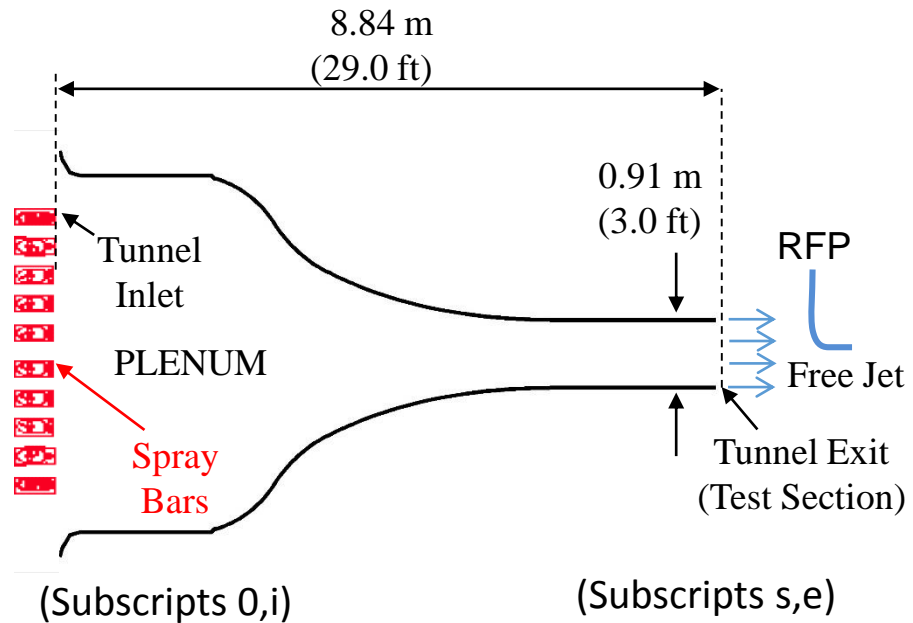 8.84 m
(29.0 ft)
0.91 m
(3.0 ft)
RFP
Tunnel
Inlet
PLENUM
Free Jet
Spray
Bars
Tunnel Exit
(Test Section)
(Subscripts 0,i)
(Subscripts s,e)